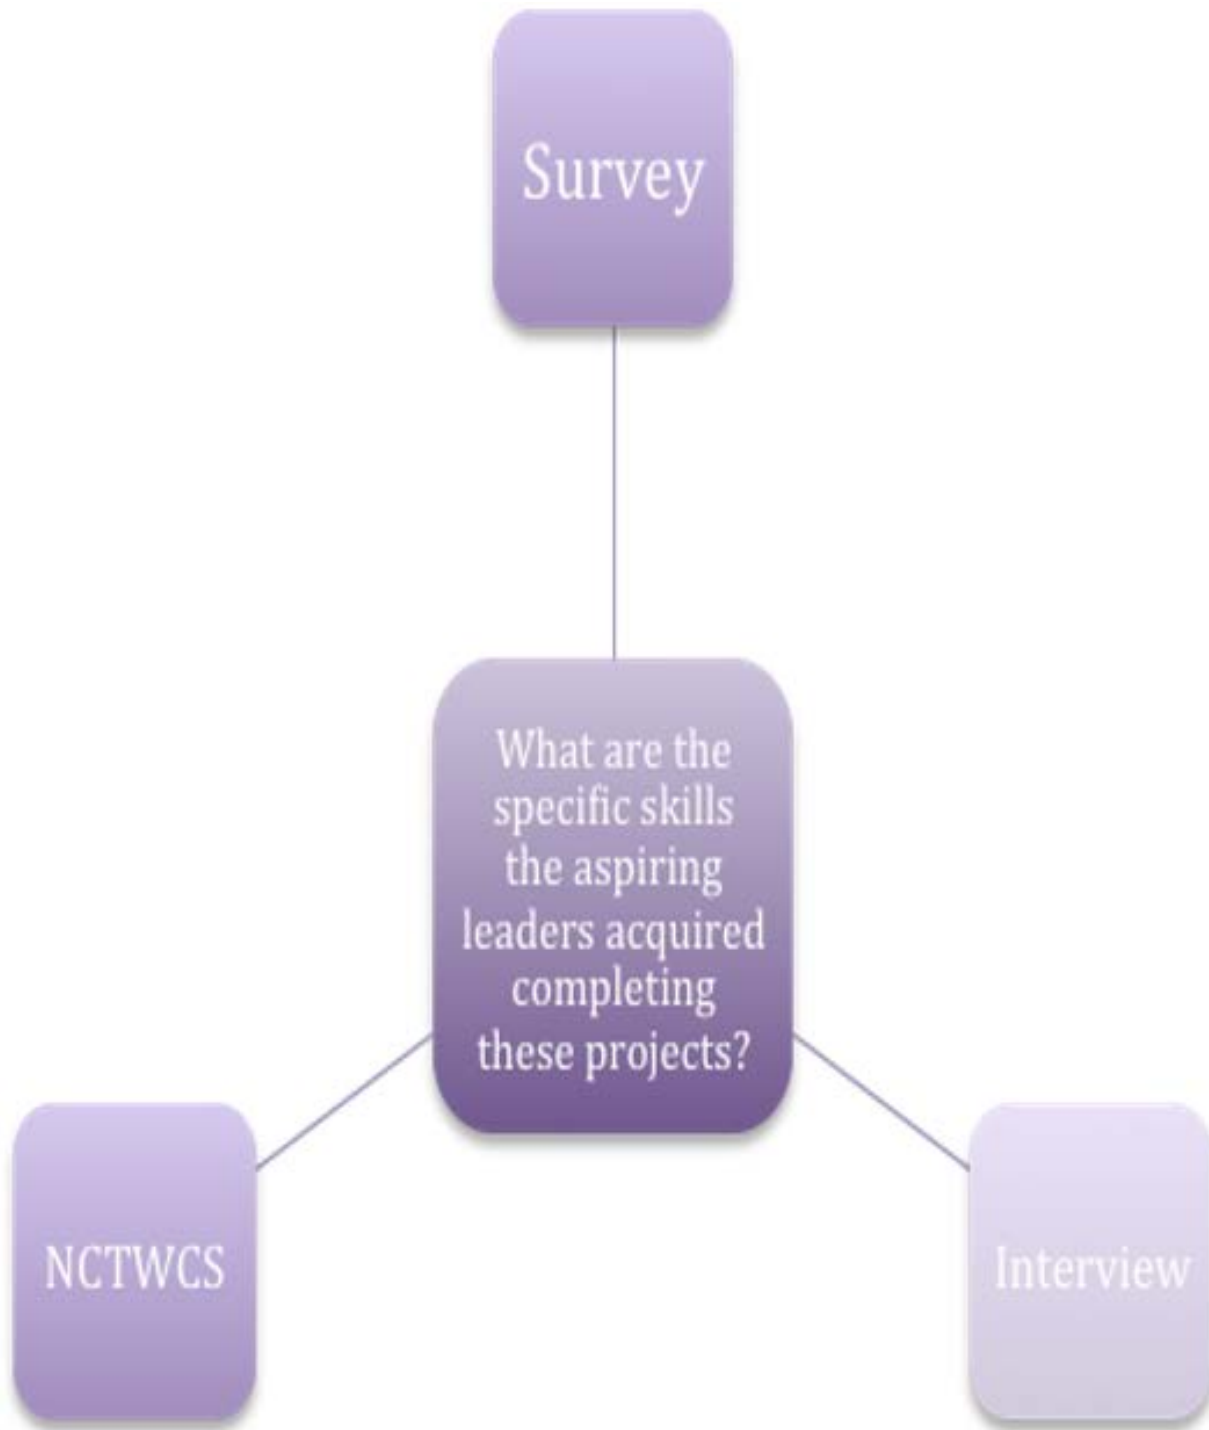 Survey
What are the
specific skills
the aspiring
leaders acquired
completing
these projects?
NCTWCS
Interview